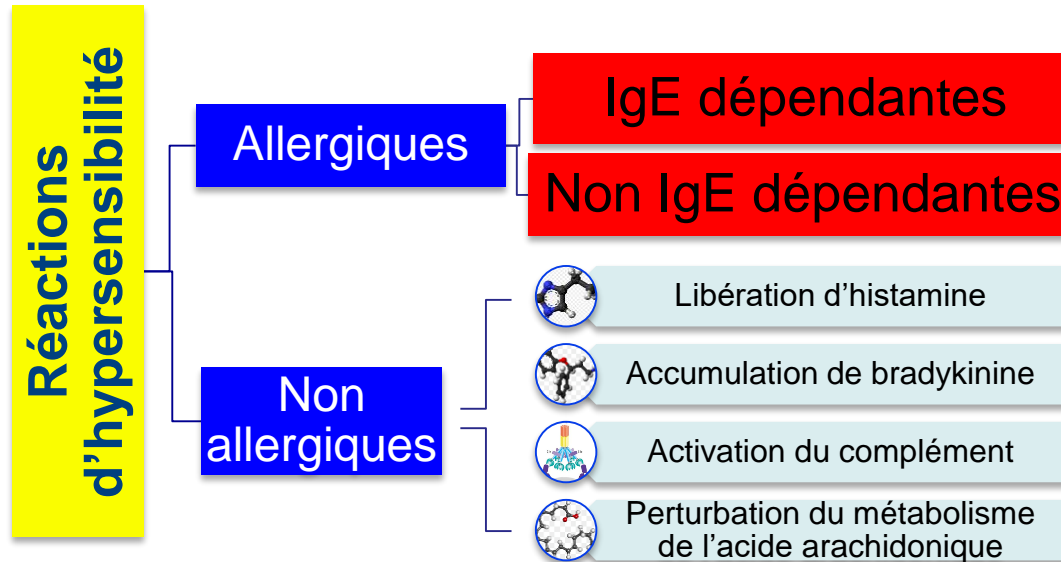 Réactions
d'hypersensibilité
Allergiques
IgE dépendantes
Non IgE dépendantes
Non
allergiques
Libération d'histamine
Accumulation de bradykinine
Activation du complément
Perturbation du métabolisme
de l'acide arachidonique